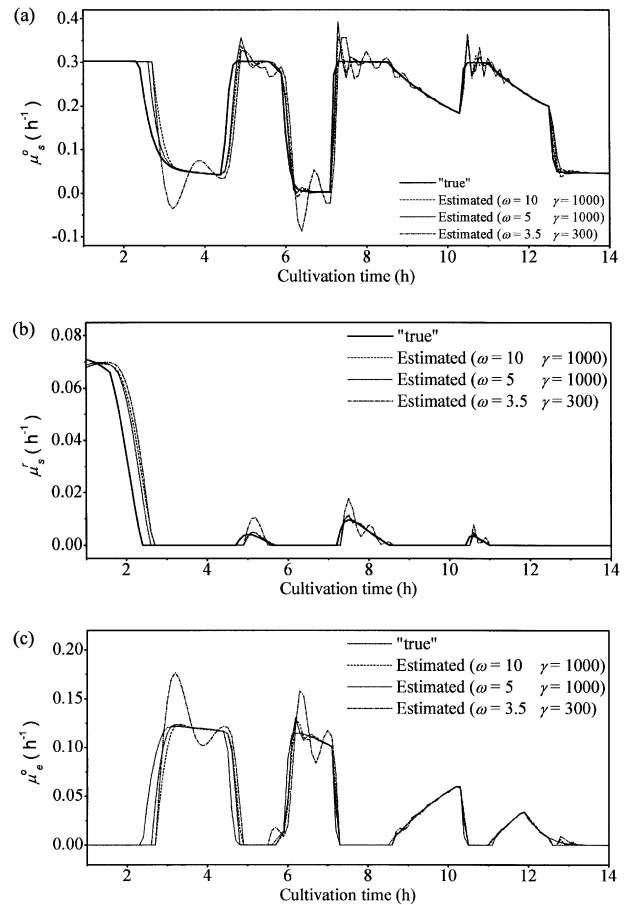 (a)
0.4
0.3
0.2
0.1
0.0
-0.1
μ_s^o (h⁻¹)
"true"
Estimated (ω = 10 γ = 1000)
Estimated (ω = 5 γ = 1000)
Estimated (ω = 3.5 γ = 300)
2 4 6 8 10 12 14
Cultivation time (h)
(b)
0.08
0.06
0.04
0.02
0.00
μ_s^r (h⁻¹)
"true"
Estimated (ω = 10 γ = 1000)
Estimated (ω = 5 γ = 1000)
Estimated (ω = 3.5 γ = 300)
2 4 6 8 10 12 14
Cultivation time (h)
(c)
0.20
0.15
0.10
0.05
0.00
μ_e^o (h⁻¹)
"true"
Estimated (ω = 10 γ = 1000)
Estimated (ω = 5 γ = 1000)
Estimated (ω = 3.5 γ = 300)
2 4 6 8 10 12 14
Cultivation time (h)